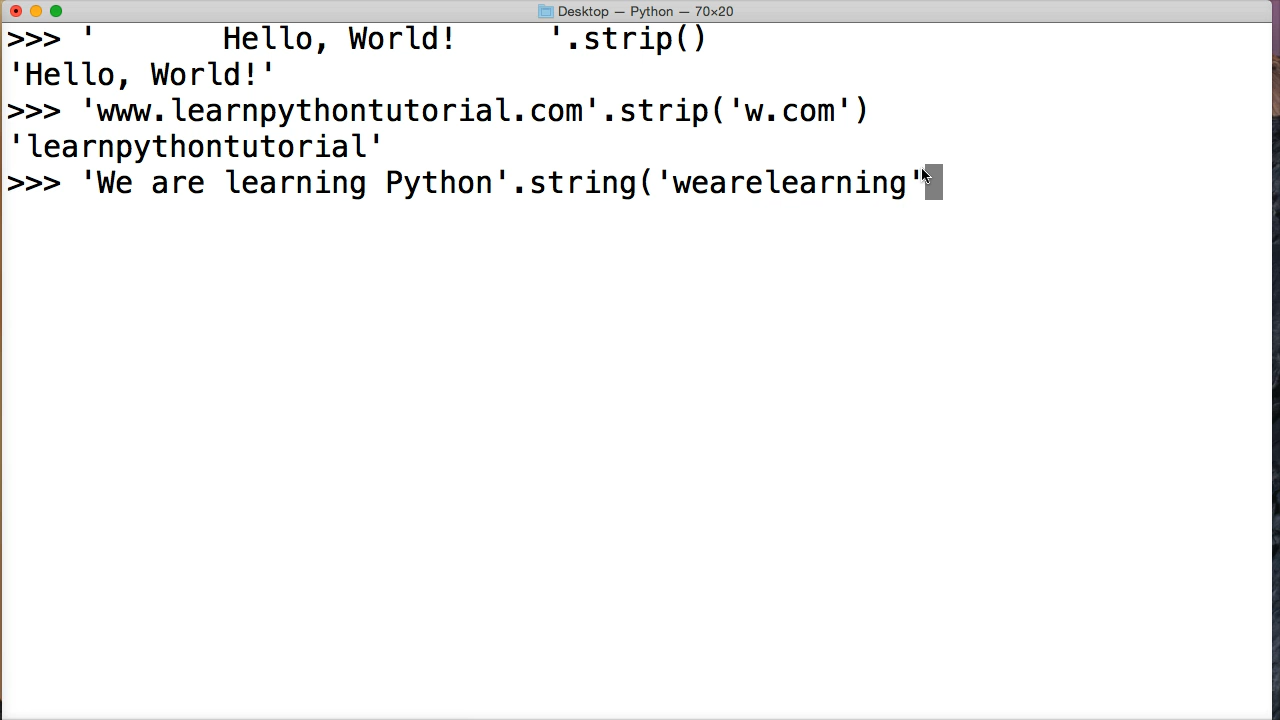 Desktop — Python — 70×20
>>> '       Hello, World!     '.strip()
'Hello, World!'
>>> 'www.learnpythontutorial.com'.strip('w.com')
'learnpythontutorial'
>>> 'We are learning Python'.string('wearelearning'